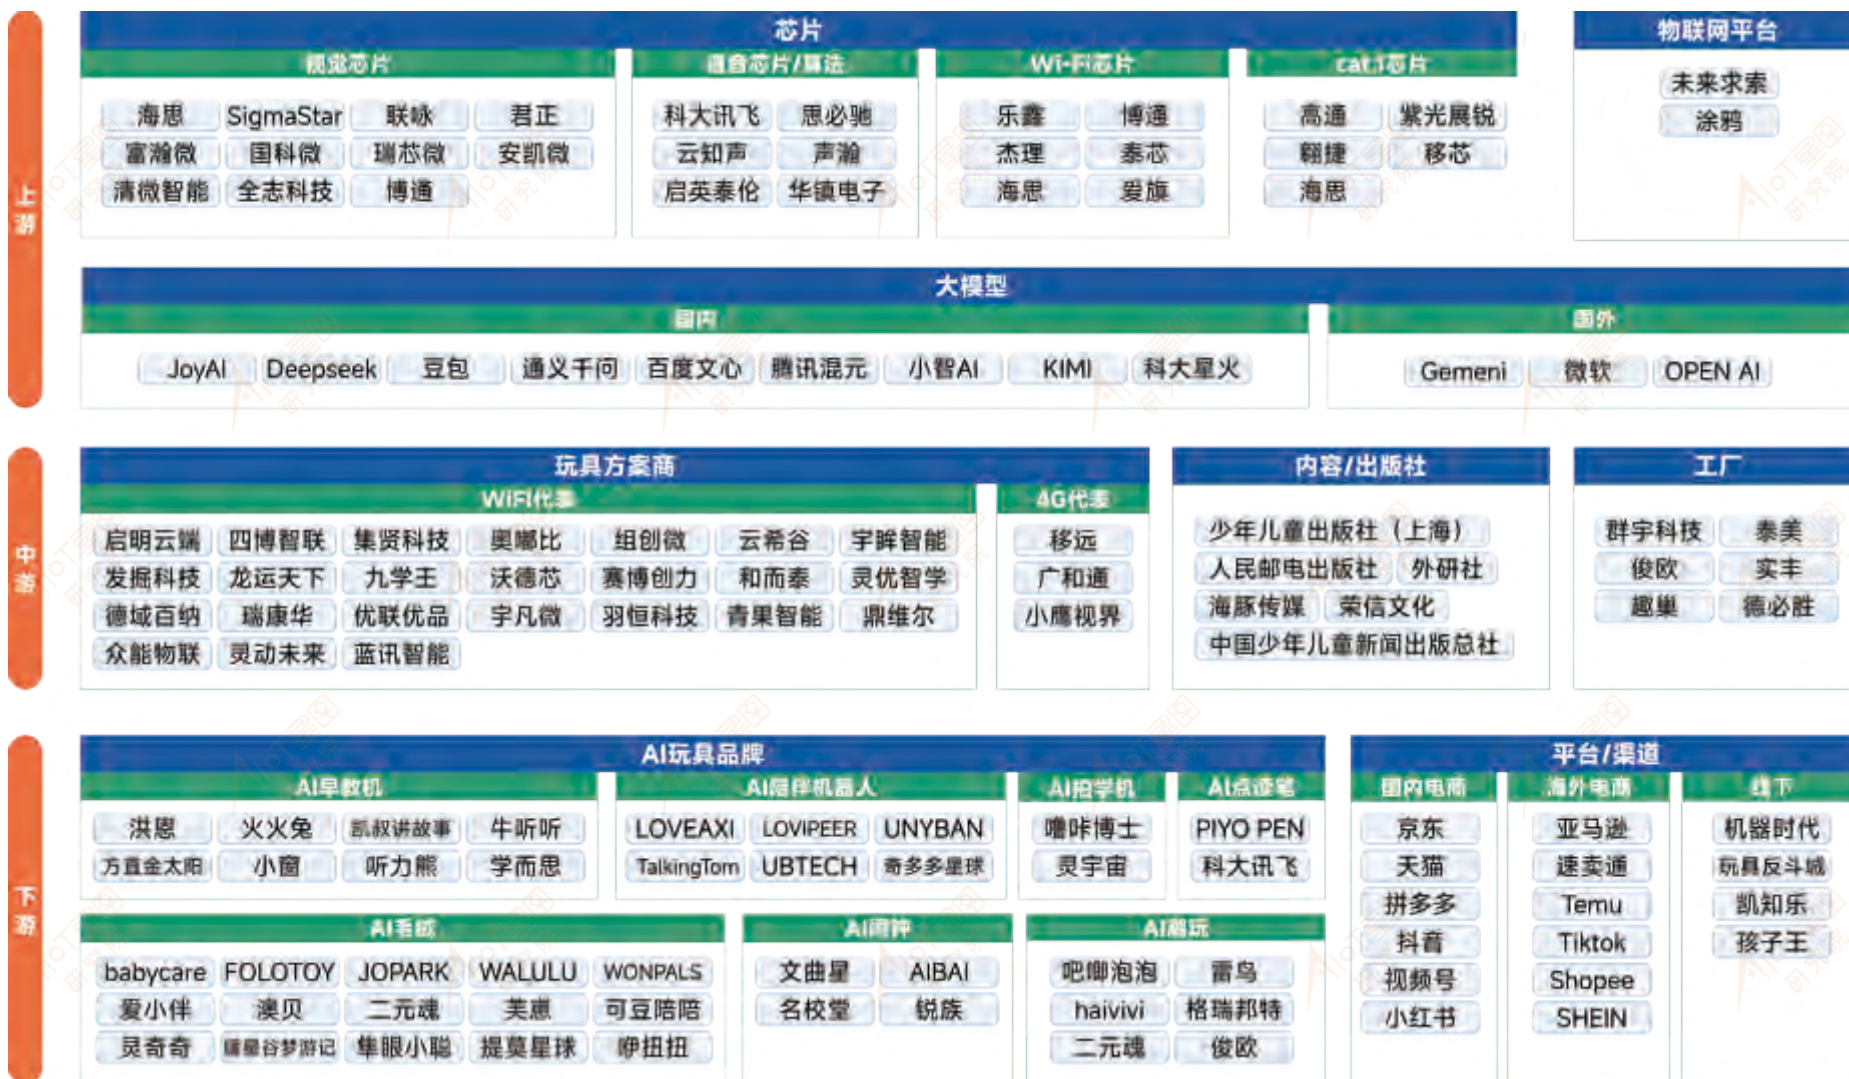 上游
芯片
视觉芯片
海思 SigmaStar 联咏 君正
富瀚微 国科微 瑞芯微 安凯微
清微智能 全志科技 博通
语音芯片/算法
科大讯飞 思必驰
云知声 声瀚
启英泰伦 华镇电子
Wi-Fi芯片
乐鑫 博通
杰理 泰芯
海思 爱旗
cat.1芯片
高通 紫光展锐
翱捷 移芯
海思
物联网平台
未来求索
涂鸦
大模型
国内
JoyAI Deepseek 豆包 通义千问 百度文心 腾讯混元 小智AI KIMI 科大星火
国外
Gemeni 微软 OPEN AI
中游
玩具方案商
WiFi代表
启明云端 四博智联 集贤科技 奥嘟比 组创微 云希谷 宇眸智能
发掘科技 龙运天下 九学王 沃德芯 赛博创力 和而泰 灵优智学
德域百纳 瑞康华 优联优品 宇凡微 羽恒科技 青果智能 鼎维尔
众能物联 灵动未来 蓝讯智能
4G代表
移远
广和通
小鹰视界
内容/出版社
少年儿童出版社（上海）
人民邮电出版社 外研社
海豚传媒 荣信文化
中国少年儿童新闻出版总社
工厂
群宇科技 泰美
俊欧 实丰
趣巢 德必胜
下游
AI玩具品牌
AI早教机
洪恩 火火兔 凯叔讲故事 牛听听
方直金太阳 小窗 听力熊 学而思
AI陪伴机器人
LOVEAXI LOVIPEER UNYBAN
TalkingTom UBTECH 奇多多星球
AI拍学机
噜咔博士
灵宇宙
AI点读笔
PIYO PEN
科大讯飞
AI毛绒
babycare FOLOTOY JOPARK WALULU WONPALS
爱小伴 澳贝 二元魂 芙崽 可豆陪陪
灵奇奇 星谷梦游记 隼眼小聪 提莫星球 咿扭扭
AI闹钟
文曲星 AIBAI
名校堂 锐族
AI潮玩
吧唧泡泡 雷鸟
haivivi 格瑞邦特
二元魂 俊欧
平台/渠道
国内电商
京东
天猫
拼多多
抖音
视频号
小红书
海外电商
亚马逊
速卖通
Temu
Tiktok
Shopee
SHEIN
线下
机器时代
玩具反斗城
凯知乐
孩子王
AIoT星图研究院